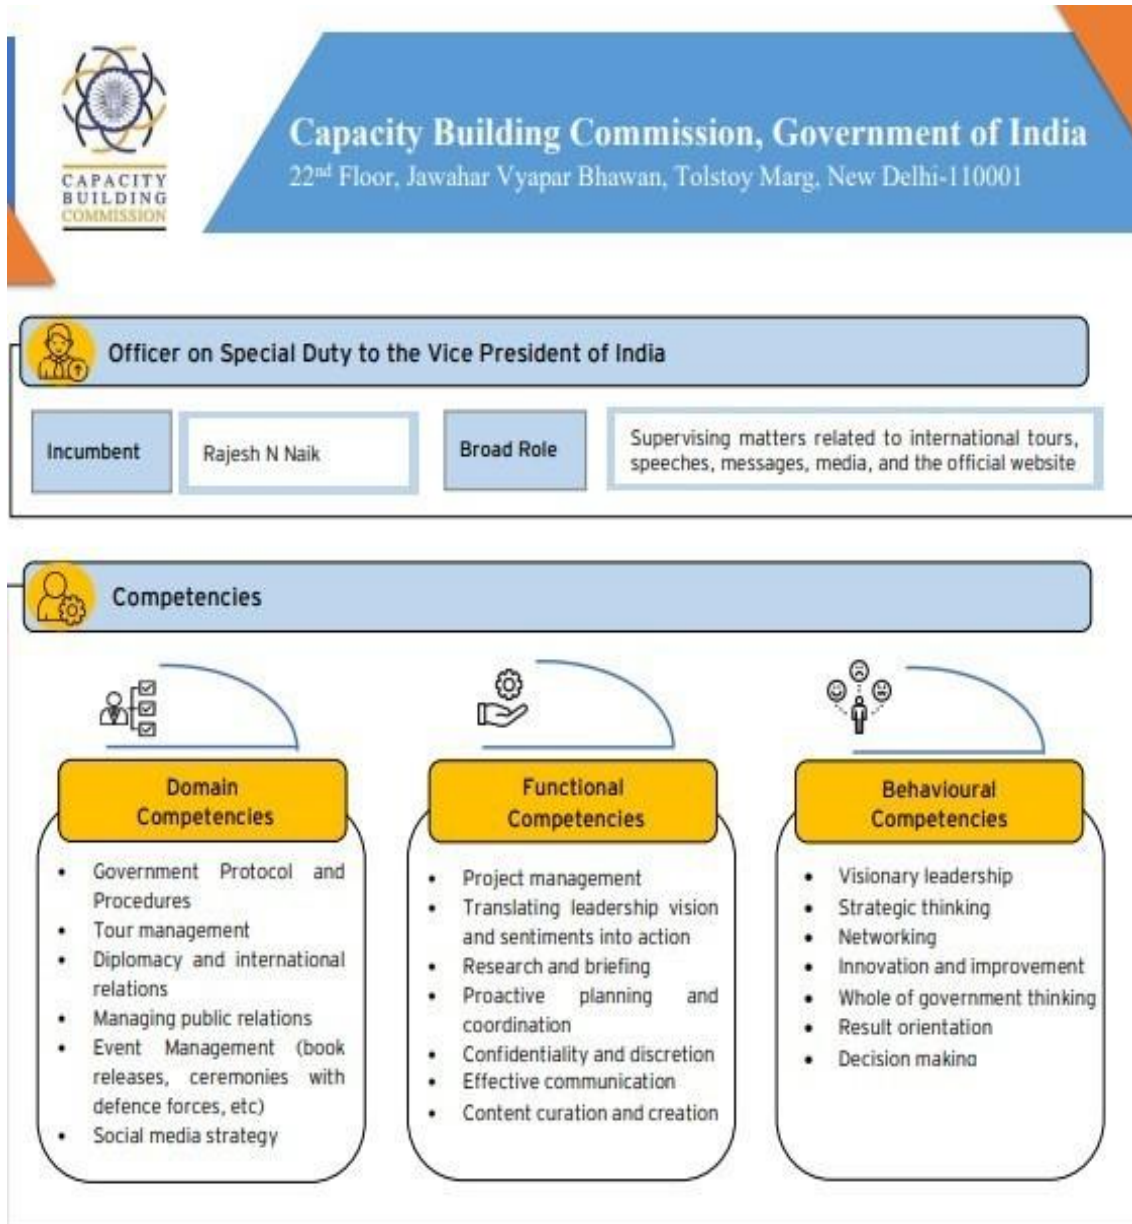 CAPACITY
BUILDING
COMMISSION
Capacity Building Commission, Government of India
22nd Floor, Jawahar Vyapar Bhawan, Tolstoy Marg, New Delhi-110001
Officer on Special Duty to the Vice President of India
Incumbent
Rajesh N Naik
Broad Role
Supervising matters related to international tours,
speeches, messages, media, and the official website
Competencies
Domain
Competencies
• Government Protocol and
Procedures
• Tour management
• Diplomacy and international
relations
• Managing public relations
• Event Management (book
releases, ceremonies with
defence forces, etc)
• Social media strategy
Functional
Competencies
• Project management
• Translating leadership vision
and sentiments into action
• Research and briefing
• Proactive planning and
coordination
• Confidentiality and discretion
• Effective communication
• Content curation and creation
Behavioural
Competencies
• Visionary leadership
• Strategic thinking
• Networking
• Innovation and improvement
• Whole of government thinking
• Result orientation
• Decision making